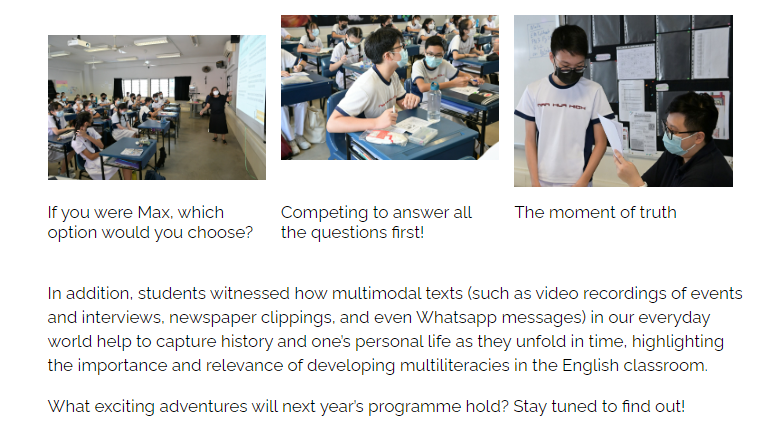 If you were Max, which
option would you choose?
Competing to answer all
the questions first!
The moment of truth
In addition, students witnessed how multimodal texts (such as video recordings of events
and interviews, newspaper clippings, and even Whatsapp messages) in our everyday
world help to capture history and one's personal life as they unfold in time, highlighting
the importance and relevance of developing multiliteracies in the English classroom.
What exciting adventures will next year's programme hold? Stay tuned to find out!